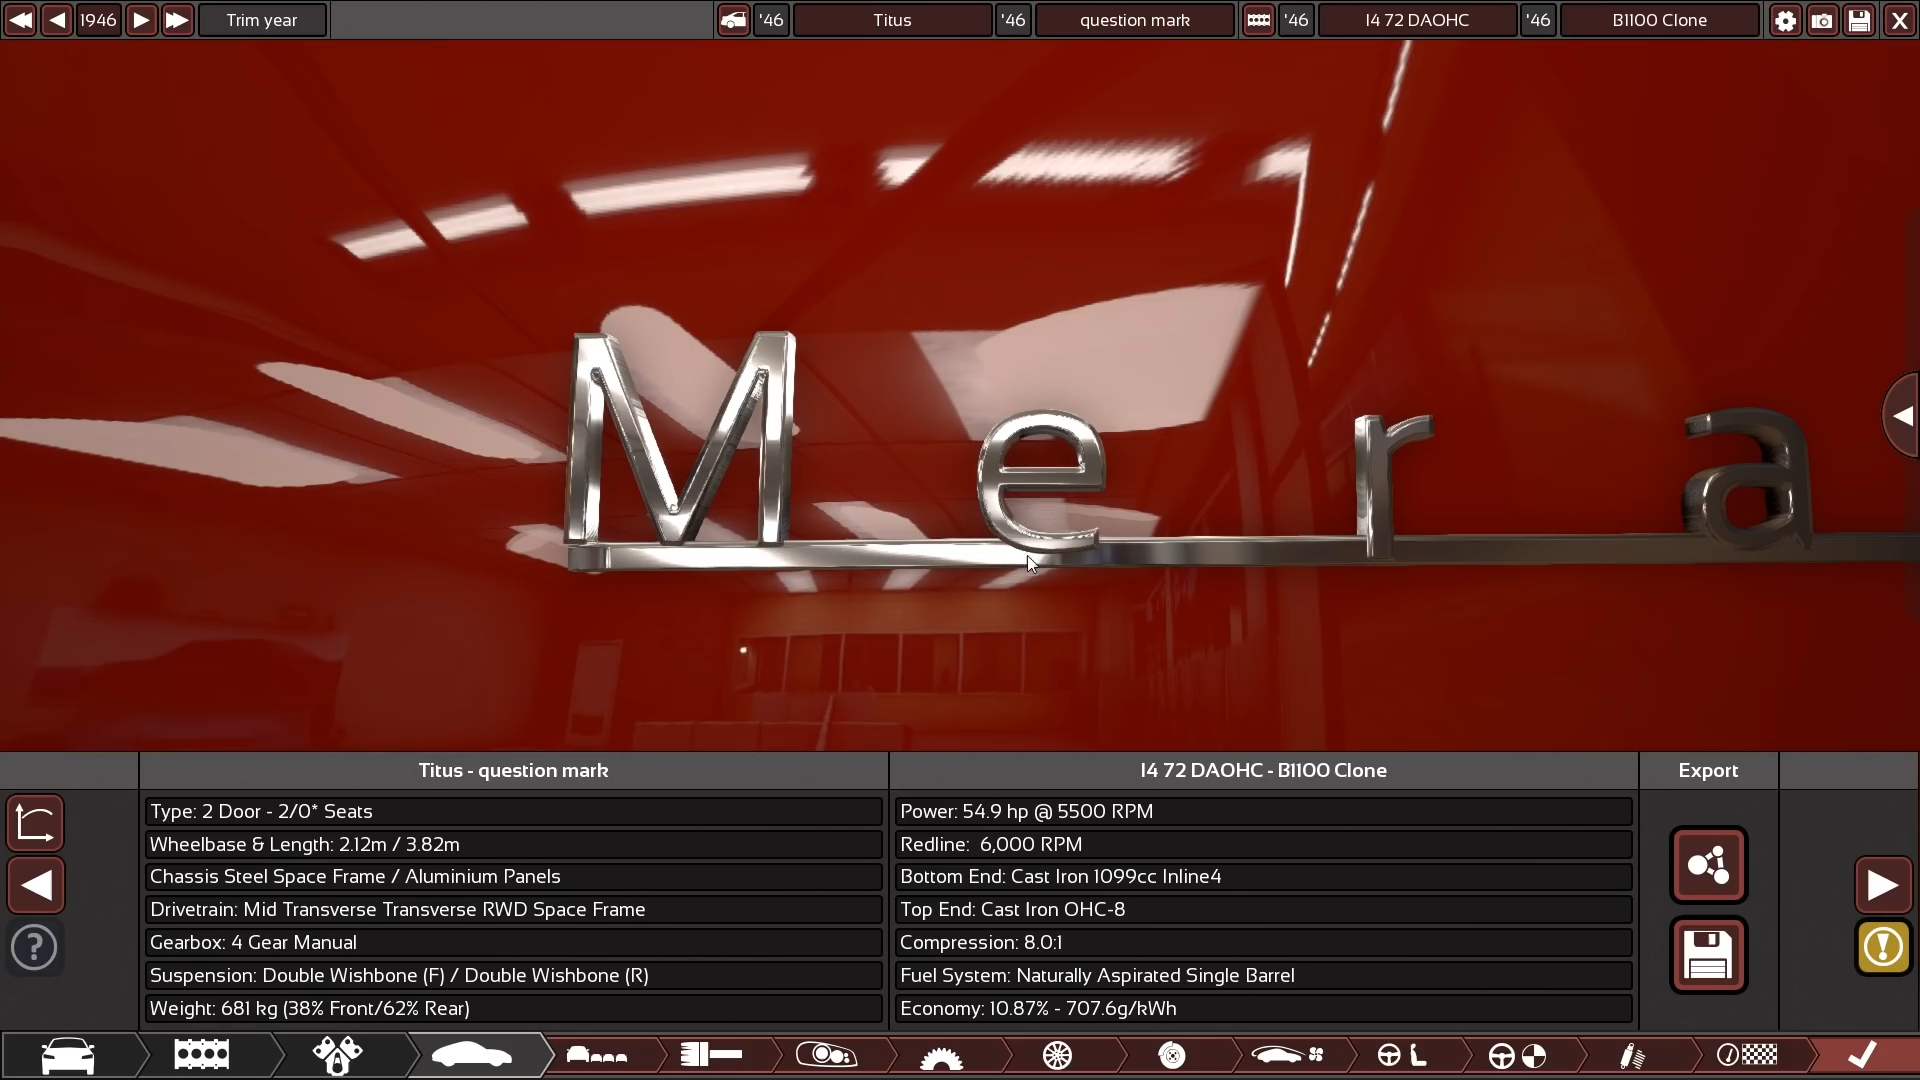 1946 Trim year '46 Titus '46 question mark '46 I4 72 DAOHC '46 B1100 Clone X
Mera
Titus - question mark I4 72 DAOHC - B1100 Clone Export
Type: 2 Door - 2/0* Seats
Wheelbase & Length: 2.12m / 3.82m
Chassis Steel Space Frame / Aluminium Panels
Drivetrain: Mid Transverse Transverse RWD Space Frame
Gearbox: 4 Gear Manual
Suspension: Double Wishbone (F) / Double Wishbone (R)
Weight: 681 kg (38% Front/62% Rear)
Power: 54.9 hp @ 5500 RPM
Redline: 6,000 RPM
Bottom End: Cast Iron 1099cc Inline4
Top End: Cast Iron OHC-8
Compression: 8.0:1
Fuel System: Naturally Aspirated Single Barrel
Economy: 10.87% - 707.6g/kWh